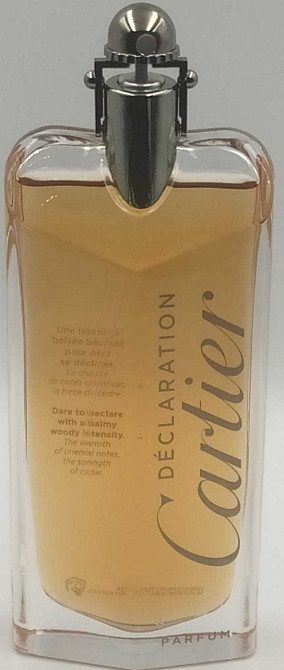 Une intensité
boisée
pour oser
se déclarer.
La chaleur
de notes orientales
la force du cèdre.
Dare to declare
with a balmy
woody intensity.
The warmth
of oriental notes,
the strength
of cedar.
DÉCLARATION
Cartier
PARFUM